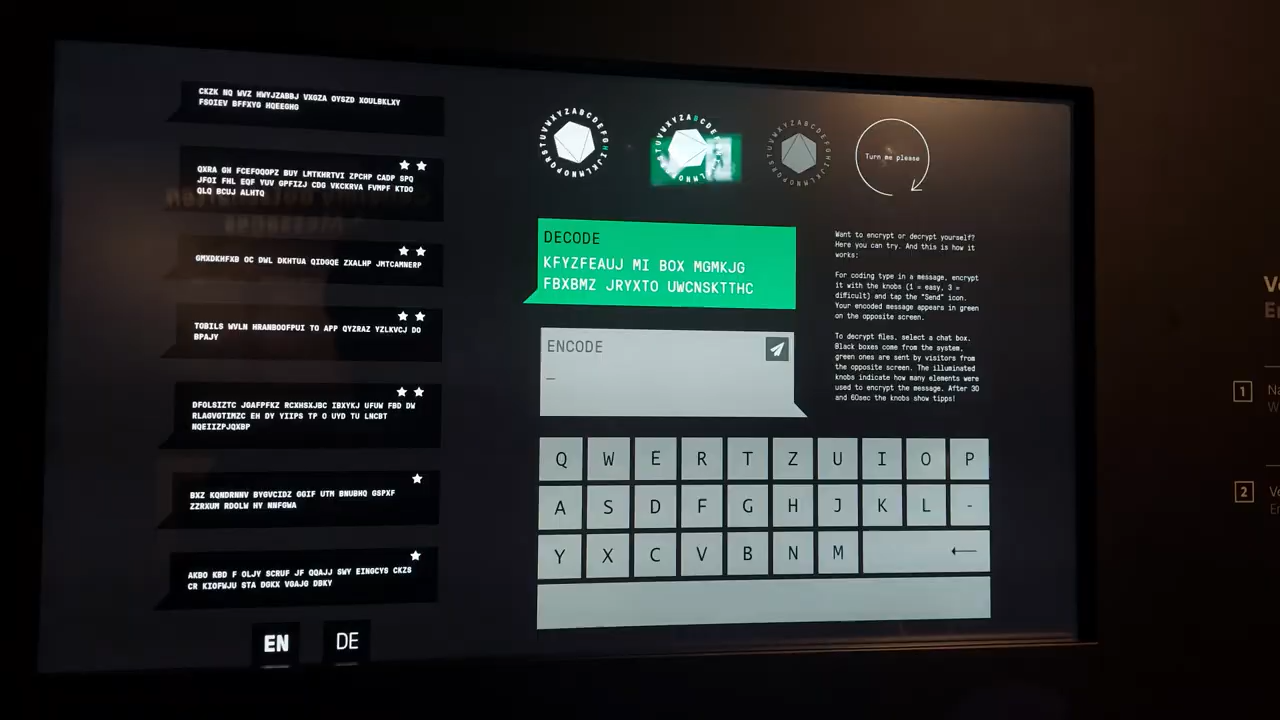 CKZK NQ WVZ HWYJZABBJ VXGZA OYSZD XOULBKLXY
FSOIEV BFFXYG HQEEGHG
QXRA GH FCEFOQOPZ BUY LMTKHRTVI ZPCHP CADP SPQ
JFOI FHL EQF YUV GPFIZJ CDG VKCKRVA FVMPF KTDO
QLQ BCUJ ALHTQ
GMXDKHFXB OC DWL DKHTUA QIDGQE ZXALHP JMTCAMNERP
TOBILS WVLN HRANBOOFPUI TO APP QYZRAZ YZLKVCJ DO
BPAJY
DFOLSIZTC JGAFPFKZ RCXHSXJBC IBXYKJ UFUW FBD DW
RLAGVGTIMZC EH DY YIIPS TP O UYD TU LNCBT
NQEIIZPJQXBP
BXZ KQNDRNNV BYGVCIDZ GGIF UTM BNUBHQ GSPXF
ZZRXUM RDOLW HY NNFGWA
AKBO KBD F OLJY SCRUF JF QQAJJ SWY EINGCYS CKZS
CR KIOFWJU STA DGKX VGAJG DBKY
EN
DE
Turn me please
DECODE
KFYZFEAUJ MI BOX MGMKJG
FBXBMZ JRYXTO UWCNSKTTHC
ENCODE
_
Want to encrypt or decrypt yourself?
Here you can try. And this is how it
works:
For coding type in a message, encrypt
it with the knobs (1 = easy, 3 =
difficult) and tap the "Send" icon.
Your encoded message appears in green
on the opposite screen.
To decrypt files, select a chat box.
Black boxes come from the system,
green ones are sent by visitors from
the opposite screen. The illuminated
knobs indicate how many elements were
used to encrypt the message. After 30
and 60sec the knobs show tipps!
Q W E R T Z U I O P
A S D F G H J K L -
Y X C V B N M ←
1
2